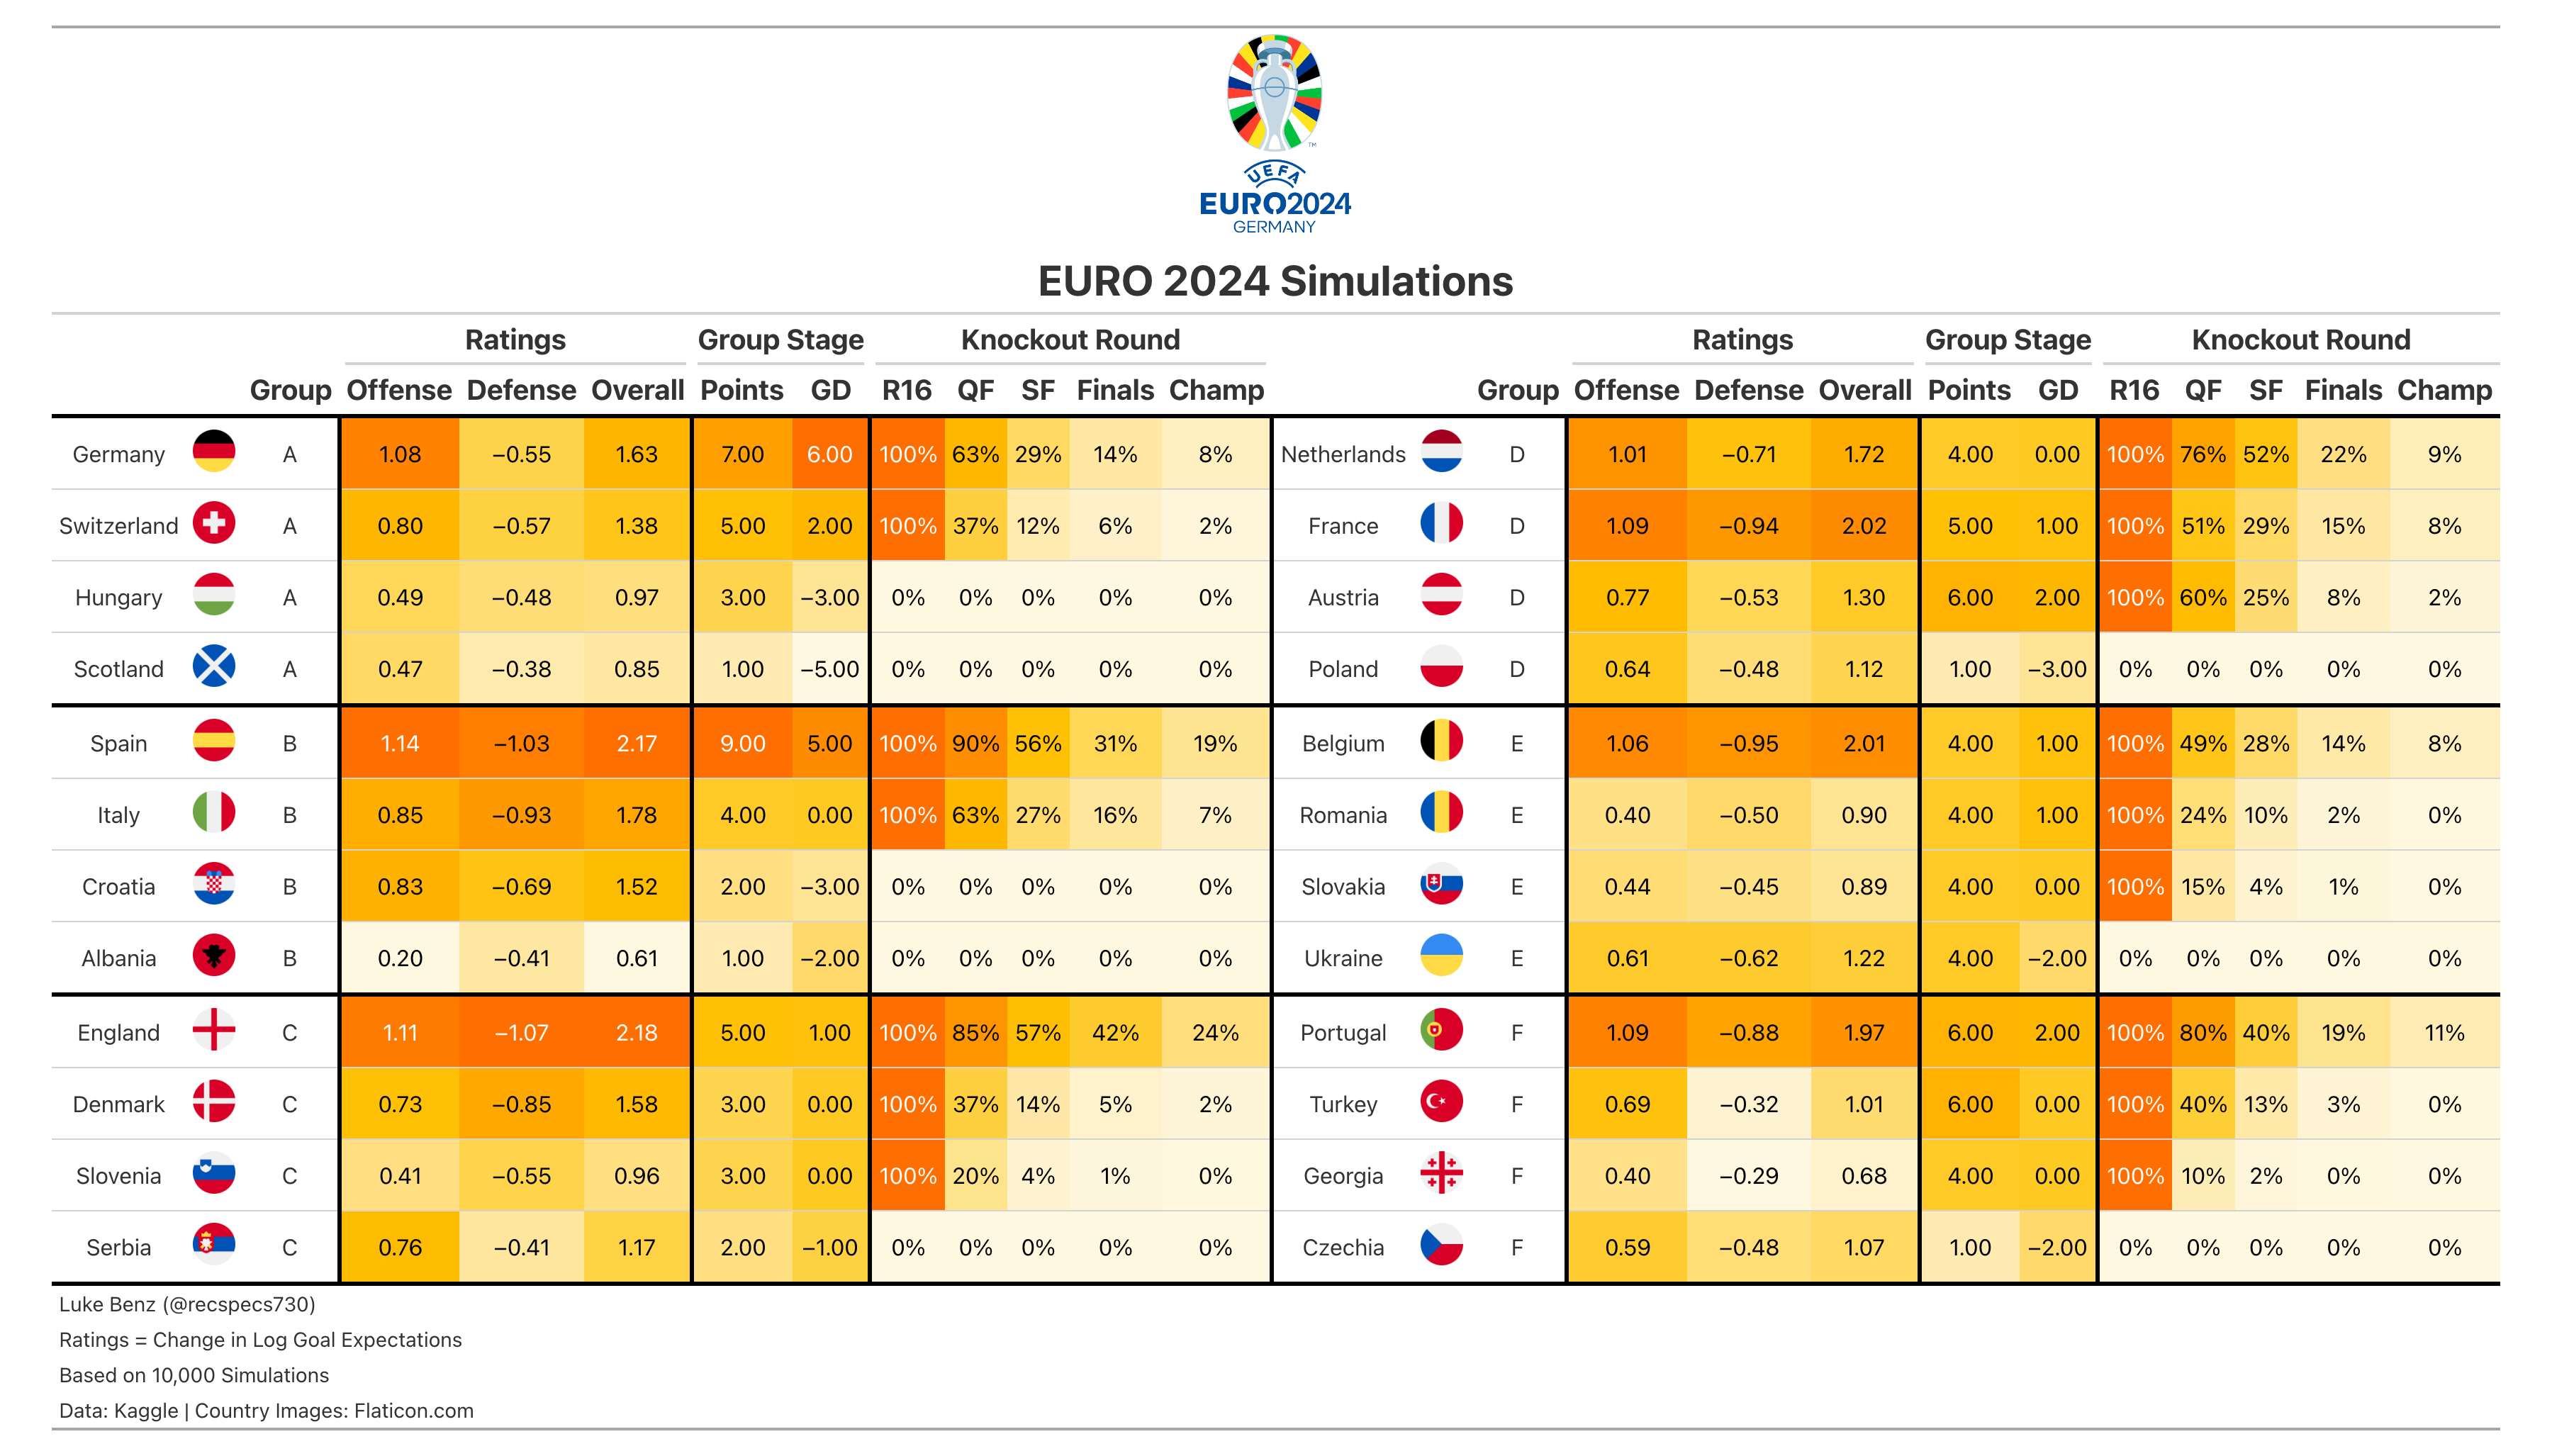 UEFA
EURO2024
GERMANY
TM
EURO 2024 Simulations
Ratings Group Stage Knockout Round Ratings Group Stage Knockout Round
Group Offense Defense Overall Points GD R16 QF SF Finals Champ Group Offense Defense Overall Points GD R16 QF SF Finals Champ
Germany A 1.08 −0.55 1.63 7.00 6.00 100% 63% 29% 14% 8% Netherlands D 1.01 −0.71 1.72 4.00 0.00 100% 76% 52% 22% 9%
Switzerland A 0.80 −0.57 1.38 5.00 2.00 100% 37% 12% 6% 2% France D 1.09 −0.94 2.02 5.00 1.00 100% 51% 29% 15% 8%
Hungary A 0.49 −0.48 0.97 3.00 −3.00 0% 0% 0% 0% 0% Austria D 0.77 −0.53 1.30 6.00 2.00 100% 60% 25% 8% 2%
Scotland A 0.47 −0.38 0.85 1.00 −5.00 0% 0% 0% 0% 0% Poland D 0.64 −0.48 1.12 1.00 −3.00 0% 0% 0% 0% 0%
Spain B 1.14 −1.03 2.17 9.00 5.00 100% 90% 56% 31% 19% Belgium E 1.06 −0.95 2.01 4.00 1.00 100% 49% 28% 14% 8%
Italy B 0.85 −0.93 1.78 4.00 0.00 100% 63% 27% 16% 7% Romania E 0.40 −0.50 0.90 4.00 1.00 100% 24% 10% 2% 0%
Croatia B 0.83 −0.69 1.52 2.00 −3.00 0% 0% 0% 0% 0% Slovakia E 0.44 −0.45 0.89 4.00 0.00 100% 15% 4% 1% 0%
Albania B 0.20 −0.41 0.61 1.00 −2.00 0% 0% 0% 0% 0% Ukraine E 0.61 −0.62 1.22 4.00 −2.00 0% 0% 0% 0% 0%
England C 1.11 −1.07 2.18 5.00 1.00 100% 85% 57% 42% 24% Portugal F 1.09 −0.88 1.97 6.00 2.00 100% 80% 40% 19% 11%
Denmark C 0.73 −0.85 1.58 3.00 0.00 100% 37% 14% 5% 2% Turkey F 0.69 −0.32 1.01 6.00 0.00 100% 40% 13% 3% 0%
Slovenia C 0.41 −0.55 0.96 3.00 0.00 100% 20% 4% 1% 0% Georgia F 0.40 −0.29 0.68 4.00 0.00 100% 10% 2% 0% 0%
Serbia C 0.76 −0.41 1.17 2.00 −1.00 0% 0% 0% 0% 0% Czechia F 0.59 −0.48 1.07 1.00 −2.00 0% 0% 0% 0% 0%
Luke Benz (@recspecs730)
Ratings = Change in Log Goal Expectations
Based on 10,000 Simulations
Data: Kaggle | Country Images: Flaticon.com